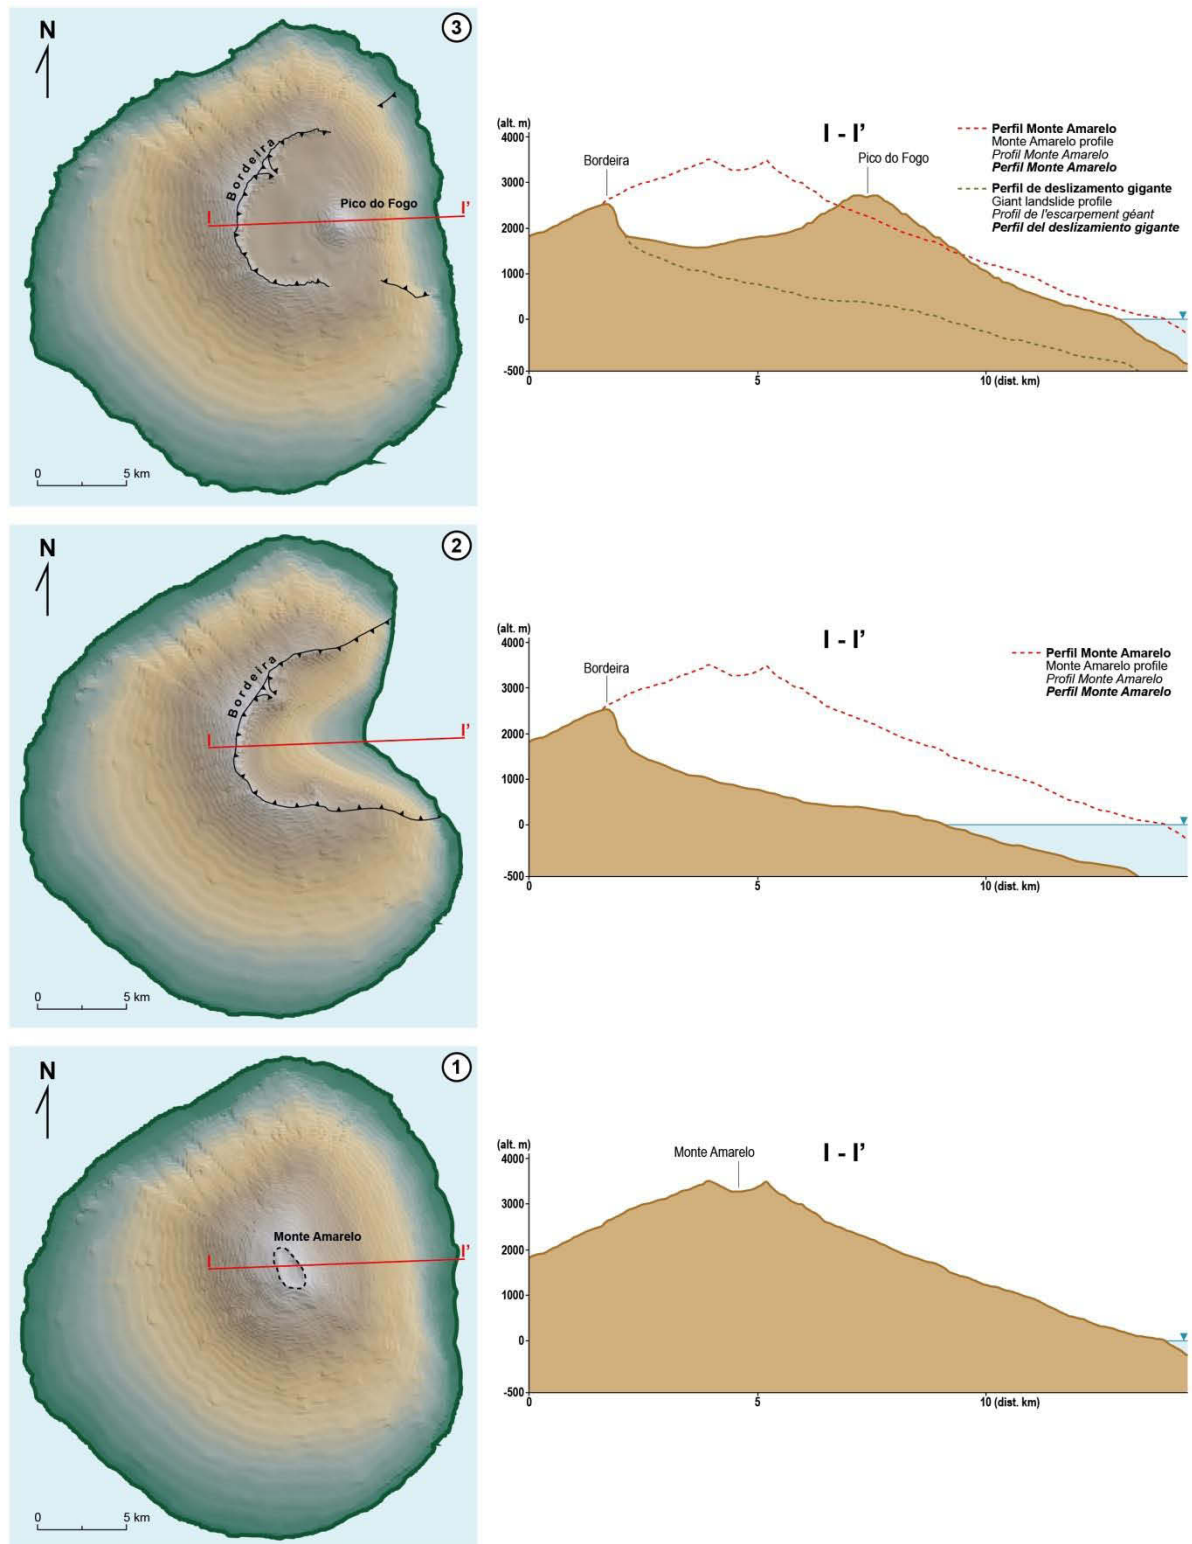 N
3
Bordeira
Pico do Fogo
I
I'
0
5 km
(alt. m)
I - I'
4000
3000
2000
1000
0
-500
0
5
10 (dist. km)
Bordeira
Pico do Fogo
Perfil Monte Amarelo
Monte Amarelo profile
Profil Monte Amarelo
Perfil Monte Amarelo
Perfil de deslizamento gigante
Giant landslide profile
Profil de l'escarpement géant
Perfil del deslizamiento gigante
N
2
Bordeira
I
I'
0
5 km
(alt. m)
I - I'
4000
3000
2000
1000
0
-500
0
5
10 (dist. km)
Bordeira
Perfil Monte Amarelo
Monte Amarelo profile
Profil Monte Amarelo
Perfil Monte Amarelo
N
1
Monte Amarelo
I
I'
0
5 km
(alt. m)
I - I'
4000
3000
2000
1000
0
-500
0
5
10 (dist. km)
Monte Amarelo